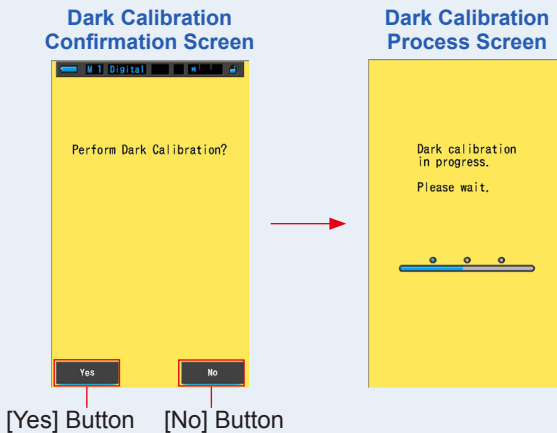 Dark Calibration
Confirmation Screen
M 1 Digital
Perform Dark Calibration?
Yes
No
[Yes] Button
[No] Button
Dark Calibration
Process Screen
Dark calibration
in progress.
Please wait.